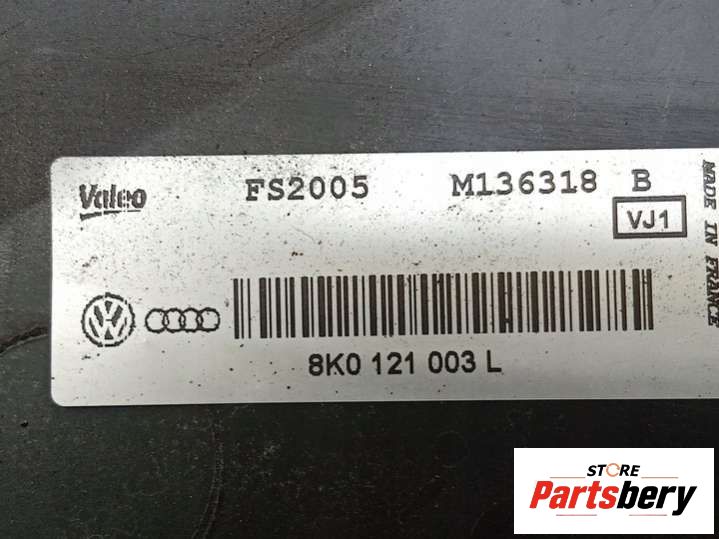 Valeo FS2005 M136318 B
VJ1
MADE IN FRANCE
8K0 121 003 L
STORE
Partsbery